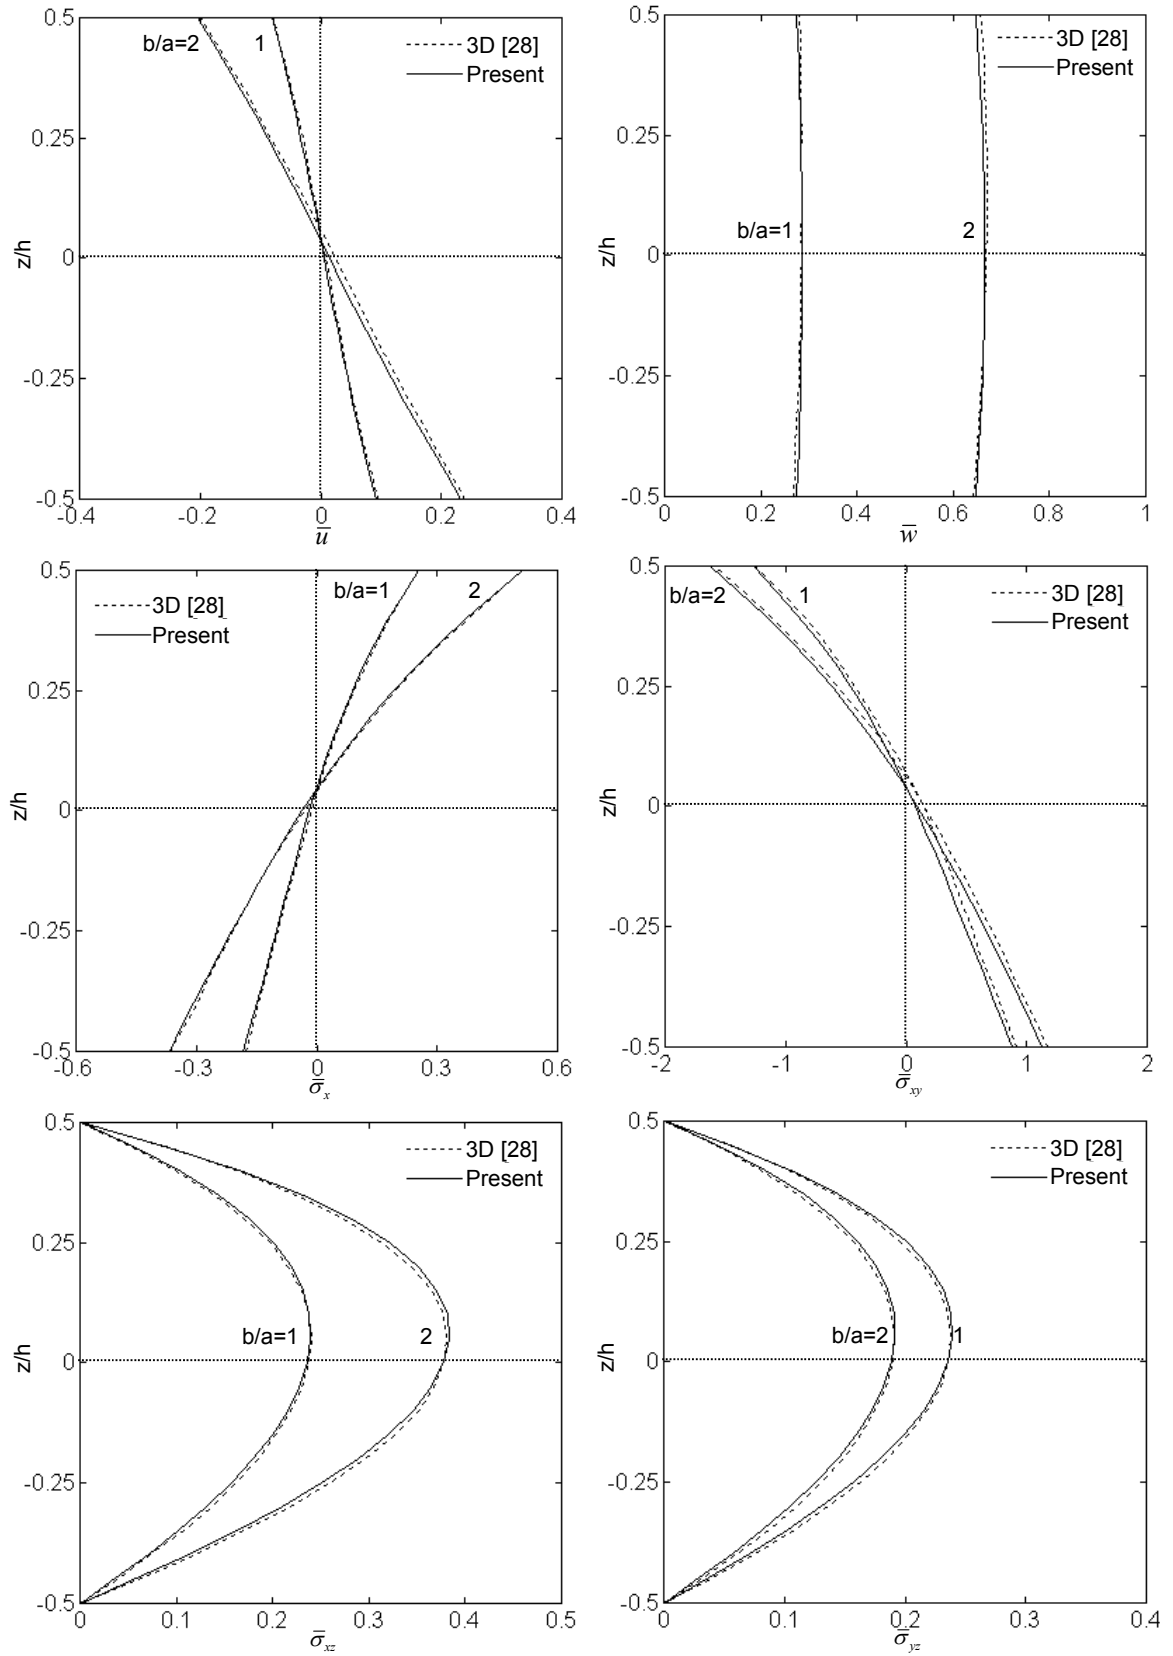 0.5
b/a=2
1
3D [28]
Present
0.25
z/h
0
-0.25
-0.5
-0.4
-0.2
0
0.2
0.4
u̅
0.5
3D [28]
Present
0.25
b/a=1
2
z/h
0
-0.25
-0.5
0
0.2
0.4
0.6
0.8
1
w̅
0.5
b/a=1
2
3D [28]
Present
0.25
z/h
0
-0.25
-0.5
-0.6
-0.3
0
0.3
0.6
σ̅x
0.5
b/a=2
1
3D [28]
Present
0.25
z/h
0
-0.25
-0.5
-2
-1
0
1
2
σ̅xy
0.5
3D [28]
Present
0.25
b/a=1
2
z/h
0
-0.25
-0.5
0
0.1
0.2
0.3
0.4
0.5
σ̅xz
0.5
3D [28]
Present
0.25
b/a=2
1
z/h
0
-0.25
-0.5
0
0.1
0.2
0.3
0.4
σ̅yz